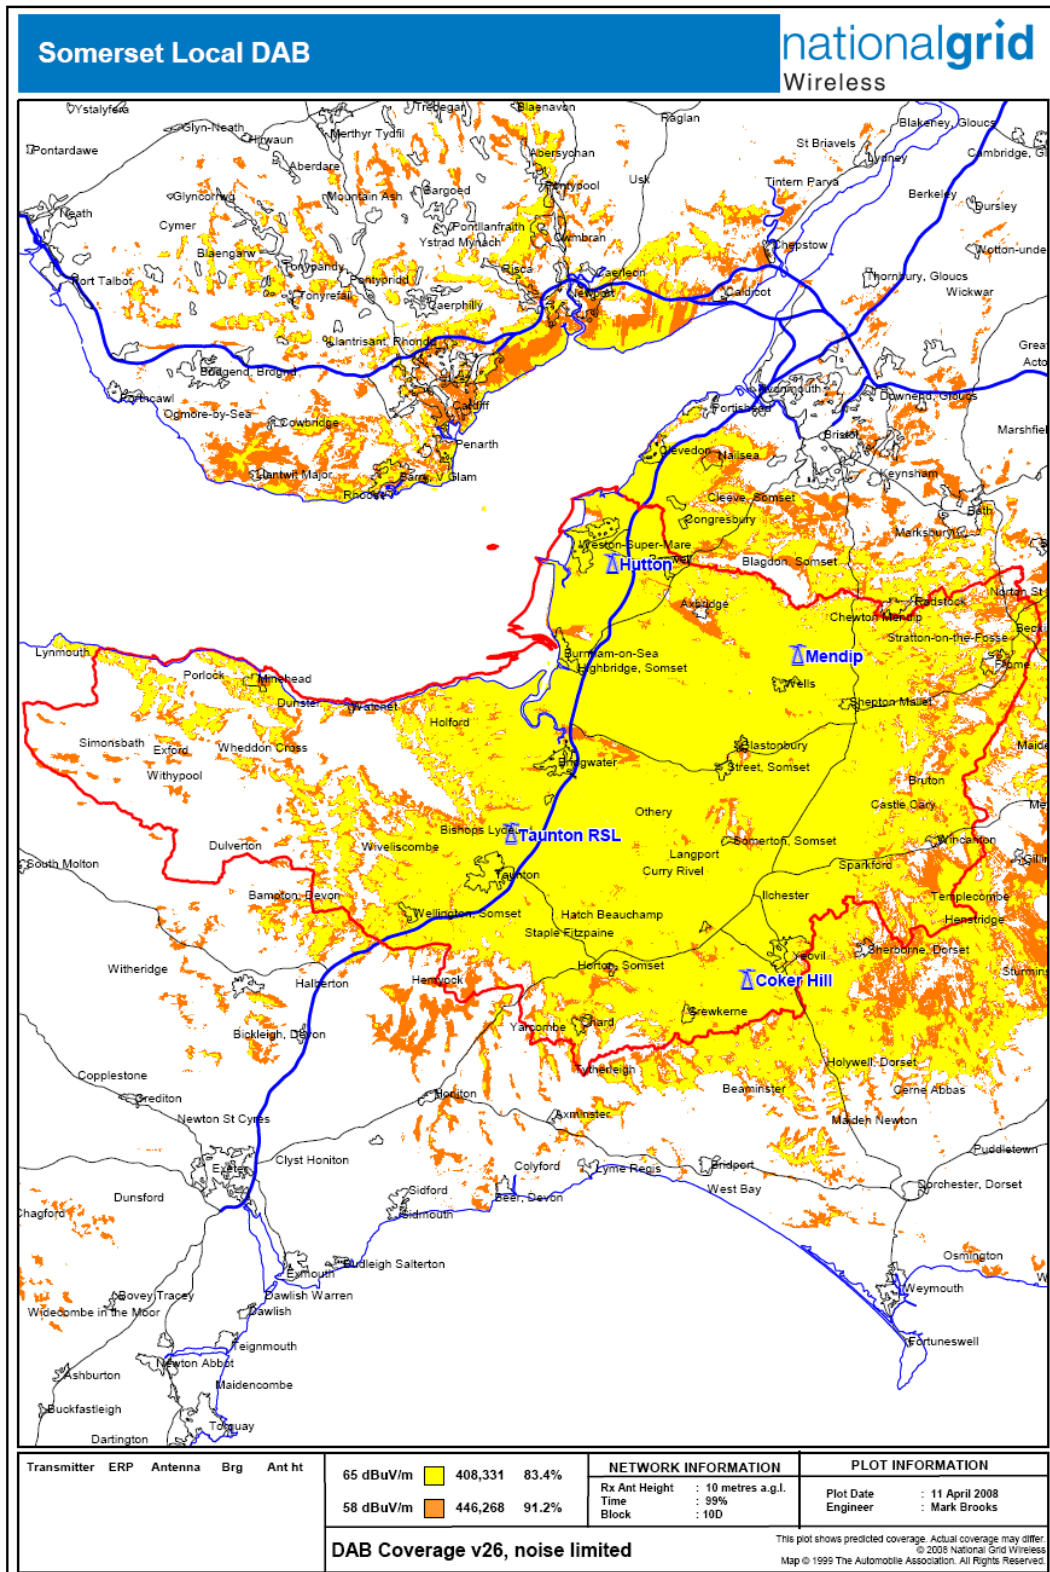 Somerset Local DAB
nationalgrid
Wireless
Ystalyfera
Tredegar
Blaenavon
Raglan
Glyn-Neath
Hirwaun
Merthyr Tydfil
Blakeney, Gloucs
Pontardawe
Aberdare
Abersychan
St Briavels
Lydney
Cambridge, Gl
Glyncorrwg
Mountain Ash
Bargoed
Pontypool
Usk
Tintern Parva
Berkeley
Dursley
Neath
Cymer
Pontllanfraith
Ystrad Mynach
Cwmbran
Chepstow
Wotton-unde
Blaengarw
Tonypandy
Pontypridd
Risca
Caerleon
Thornbury, Gloucs
Port Talbot
Tonyrefail
Caerphilly
Newport
Caldicot
Wickwar
Llantrisant, Rhondd
Grea
Acto
Bridgend, Brognd
Porthcawl
Avonmouth
Downend, Gloucs
Ogmore-by-Sea
Cowbridge
Cardiff
Portishead
Marshfiel
Penarth
Bristol
Clevedon
Nailsea
Llantwit Major
Barry, V Glam
Keynsham
Rhoose
Cleeve, Somset
Bath
Congresbury
Marksbury
Weston-Super-Mare
Hutton
Blagdon, Somset
Axbridge
Radstock
Norton St
Chewton Mendip
Stratton-on-the-Fosse
Becki
Lynmouth
Burnham-on-Sea
Mendip
Frome
Porlock
Minehead
Highbridge, Somset
Wells
Dunster
Watchet
Holford
Shepton Mallet
Simonsbath
Exford
Wheddon Cross
Glastonbury
Maide
Withypool
Bridgwater
Street, Somset
Bruton
Othery
Castle Cary
Me
Bishops Lyde
Taunton RSL
Dulverton
Wiveliscombe
Somerton, Somset
Wincanton
South Molton
Langport
Sparkford
Gillin
Taunton
Curry Rivel
Bampton, Devon
Ilchester
Templecombe
Wellington, Somset
Hatch Beauchamp
Henstridge
Staple Fitzpaine
Yeovil
Sherborne, Dorset
Witheridge
Horton, Somset
Sturmins
Halberton
Hemyock
Coker Hill
Crewkerne
Yarcombe
Chard
Bickleigh, Devon
Holywell, Dorset
Copplestone
Tytherleigh
Beaminster
Cerne Abbas
Crediton
Honiton
Newton St Cyres
Axminster
Maiden Newton
Clyst Honiton
Puddletown
Exeter
Colyford
Lyme Regis
Bridport
Dunsford
Sidford
Beer, Devon
West Bay
Dorchester, Dorset
Chagford
Sidmouth
Osmington
Budleigh Salterton
Exmouth
W
Bovey Tracey
Dawlish Warren
Weymouth
Widecombe in the Moor
Dawlish
Teignmouth
Fortuneswell
Newton Abbot
Ashburton
Maidencombe
Buckfastleigh
Torquay
Dartington
Transmitter ERP Antenna Brg Ant ht
65 dBuV/m 408,331 83.4%
58 dBuV/m 446,268 91.2%
DAB Coverage v26, noise limited
NETWORK INFORMATION
Rx Ant Height : 10 metres a.g.l.
Time : 99%
Block : 10D
PLOT INFORMATION
Plot Date : 11 April 2008
Engineer : Mark Brooks
This plot shows predicted coverage. Actual coverage may differ.
© 2008 National Grid Wireless
Map © 1999 The Automobile Association. All Rights Reserved.